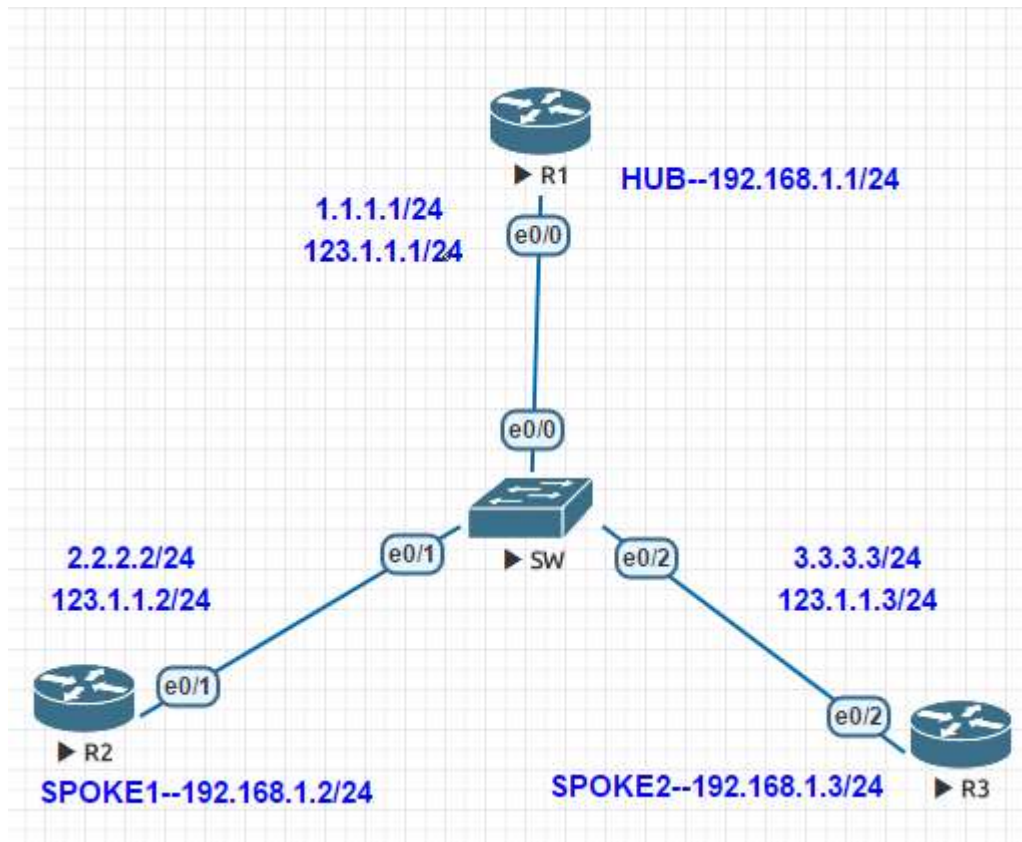 R1
HUB--192.168.1.1/24
1.1.1.1/24
123.1.1.1/24
e0/0
e0/0
SW
e0/1
e0/2
2.2.2.2/24
123.1.1.2/24
3.3.3.3/24
123.1.1.3/24
e0/1
e0/2
R2
SPOKE1--192.168.1.2/24
SPOKE2--192.168.1.3/24
R3